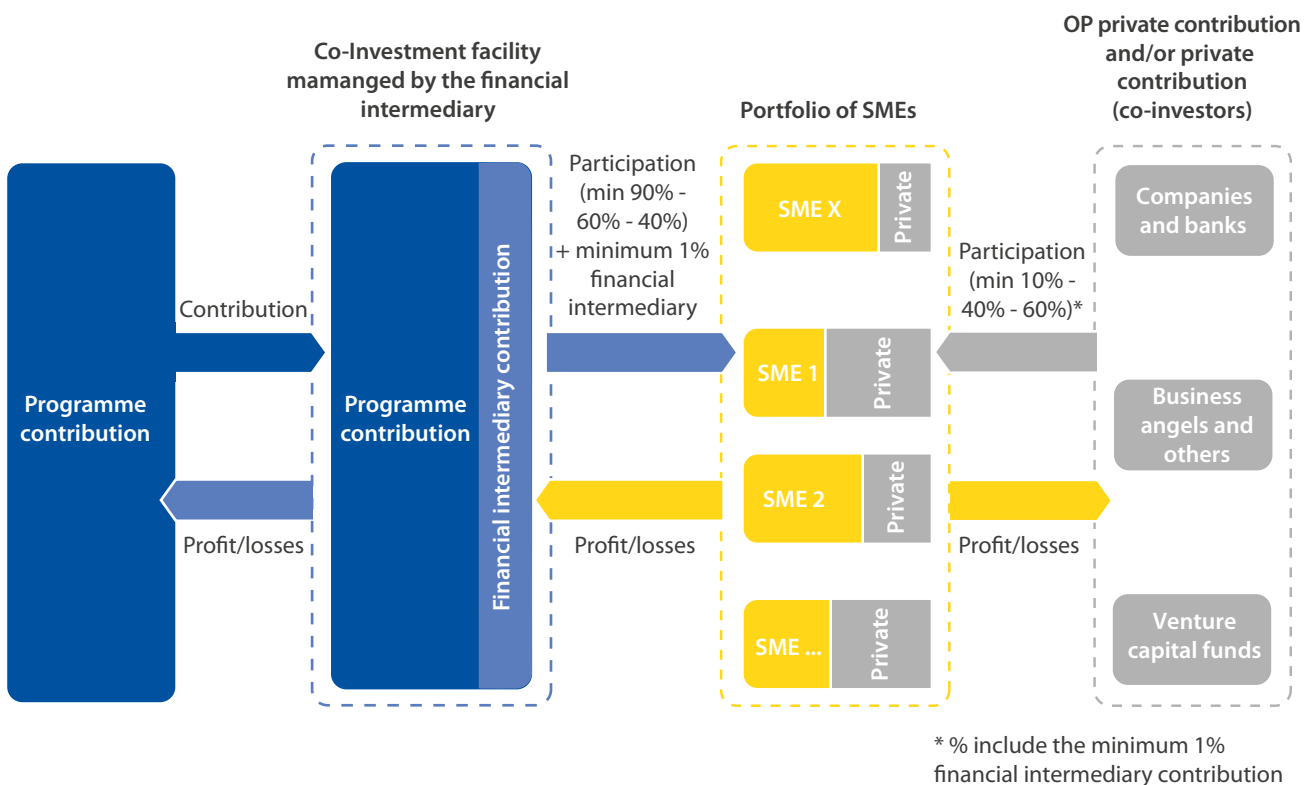 Co-Investment facility
mamanged by the financial
intermediary
Portfolio of SMEs
OP private contribution
and/or private
contribution
(co-investors)
Programme
contribution
Contribution
Profit/losses
Programme
contribution
Financial intermediary contribution
Participation
(min 90% -
60% - 40%)
+ minimum 1%
financial
intermediary
Profit/losses
SME X
Private
SME 1
Private
SME 2
Private
SME ...
Private
Participation
(min 10% -
40% - 60%)*
Profit/losses
Companies
and banks
Business
angels and
others
Venture
capital funds
* % include the minimum 1%
financial intermediary contribution